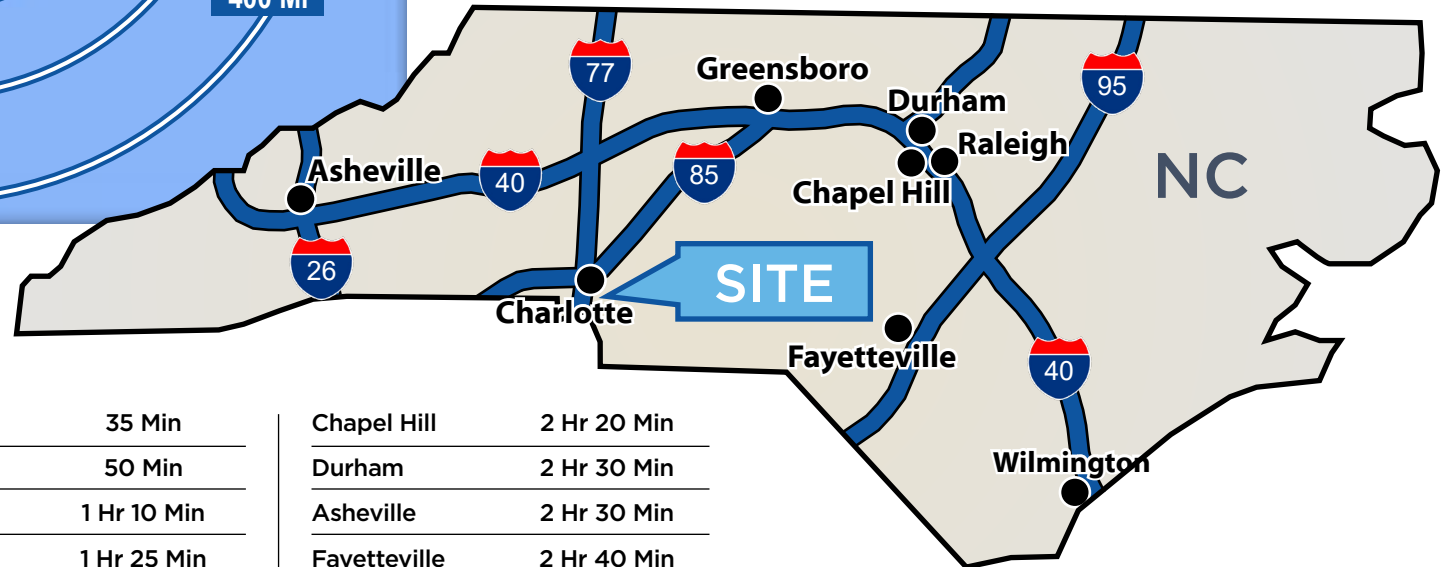 400 MI
77
95
Greensboro
Durham
Raleigh
Asheville
40
85
Chapel Hill
NC
26
SITE
Charlotte
Fayetteville
40
Wilmington
35 Min
50 Min
1 Hr 10 Min
1 Hr 25 Min
Chapel Hill 2 Hr 20 Min
Durham 2 Hr 30 Min
Asheville 2 Hr 30 Min
Fayetteville 2 Hr 40 Min